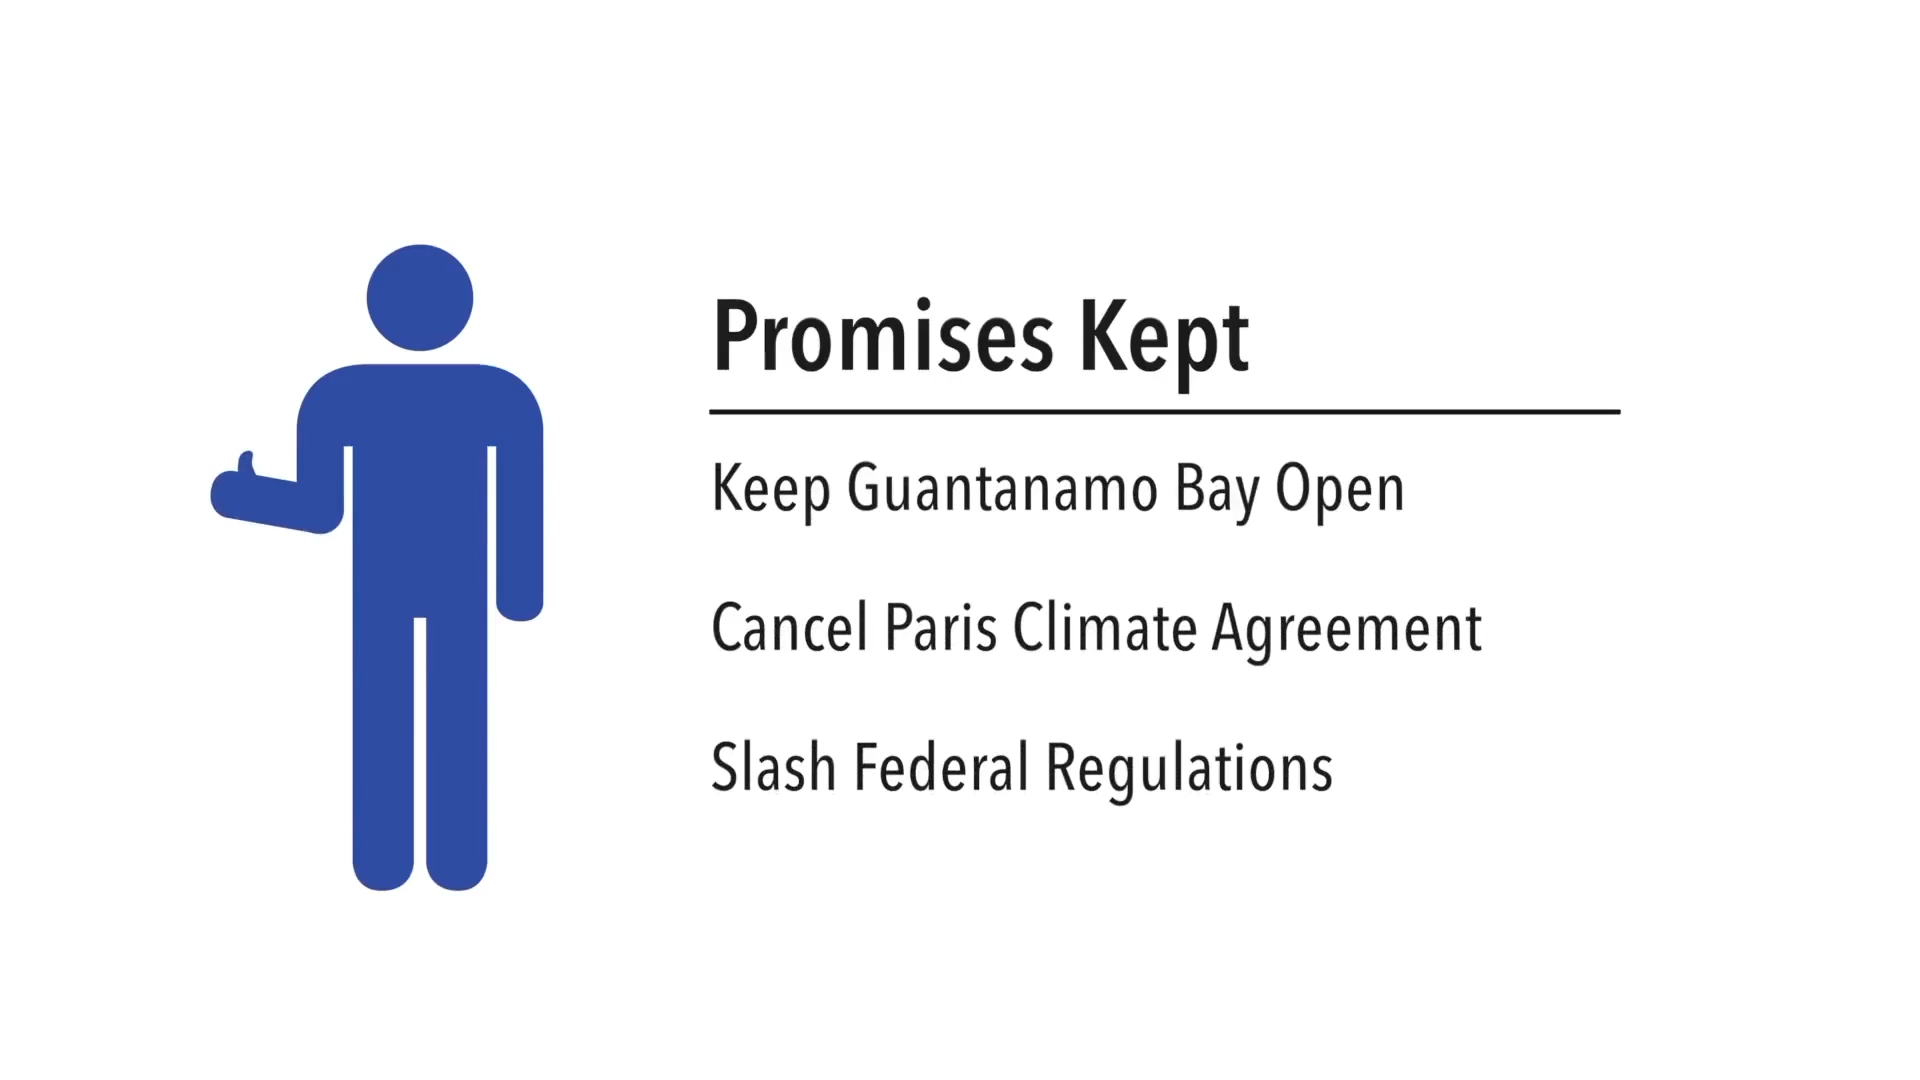 Promises Kept
Keep Guantanamo Bay Open
Cancel Paris Climate Agreement
Slash Federal Regulations